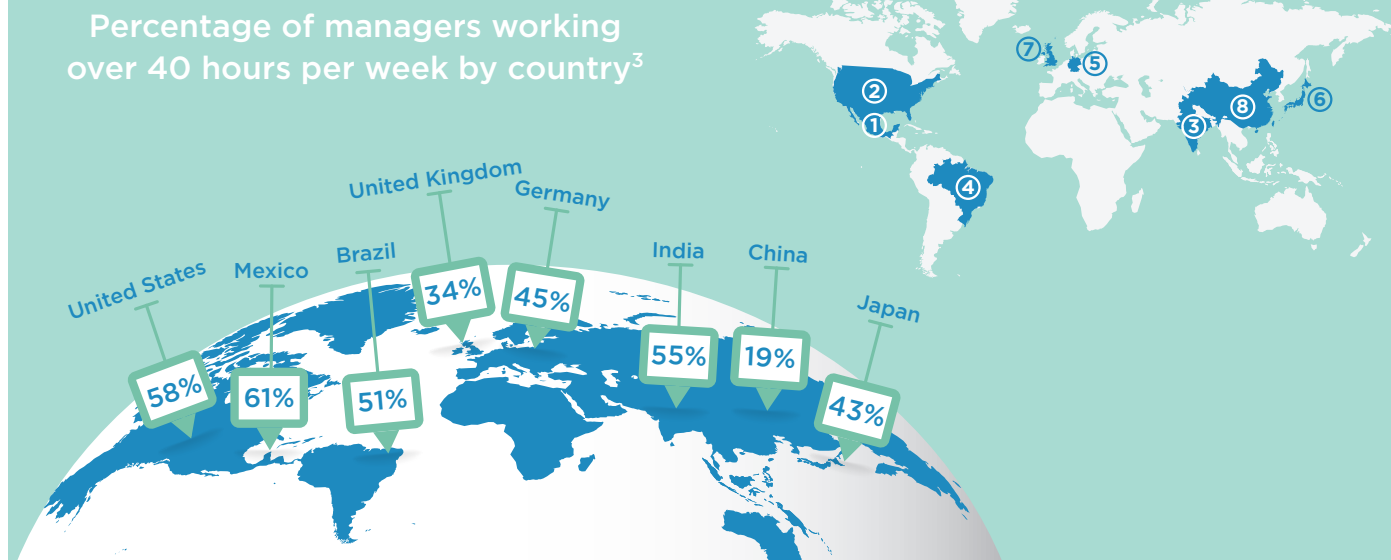 Percentage of managers working
over 40 hours per week by country³
⑦
⑤
②
⑥
⑧
①
③
④
United Kingdom
Germany
Brazil
India
China
United States
Mexico
Japan
34%
45%
58%
61%
51%
55%
19%
43%